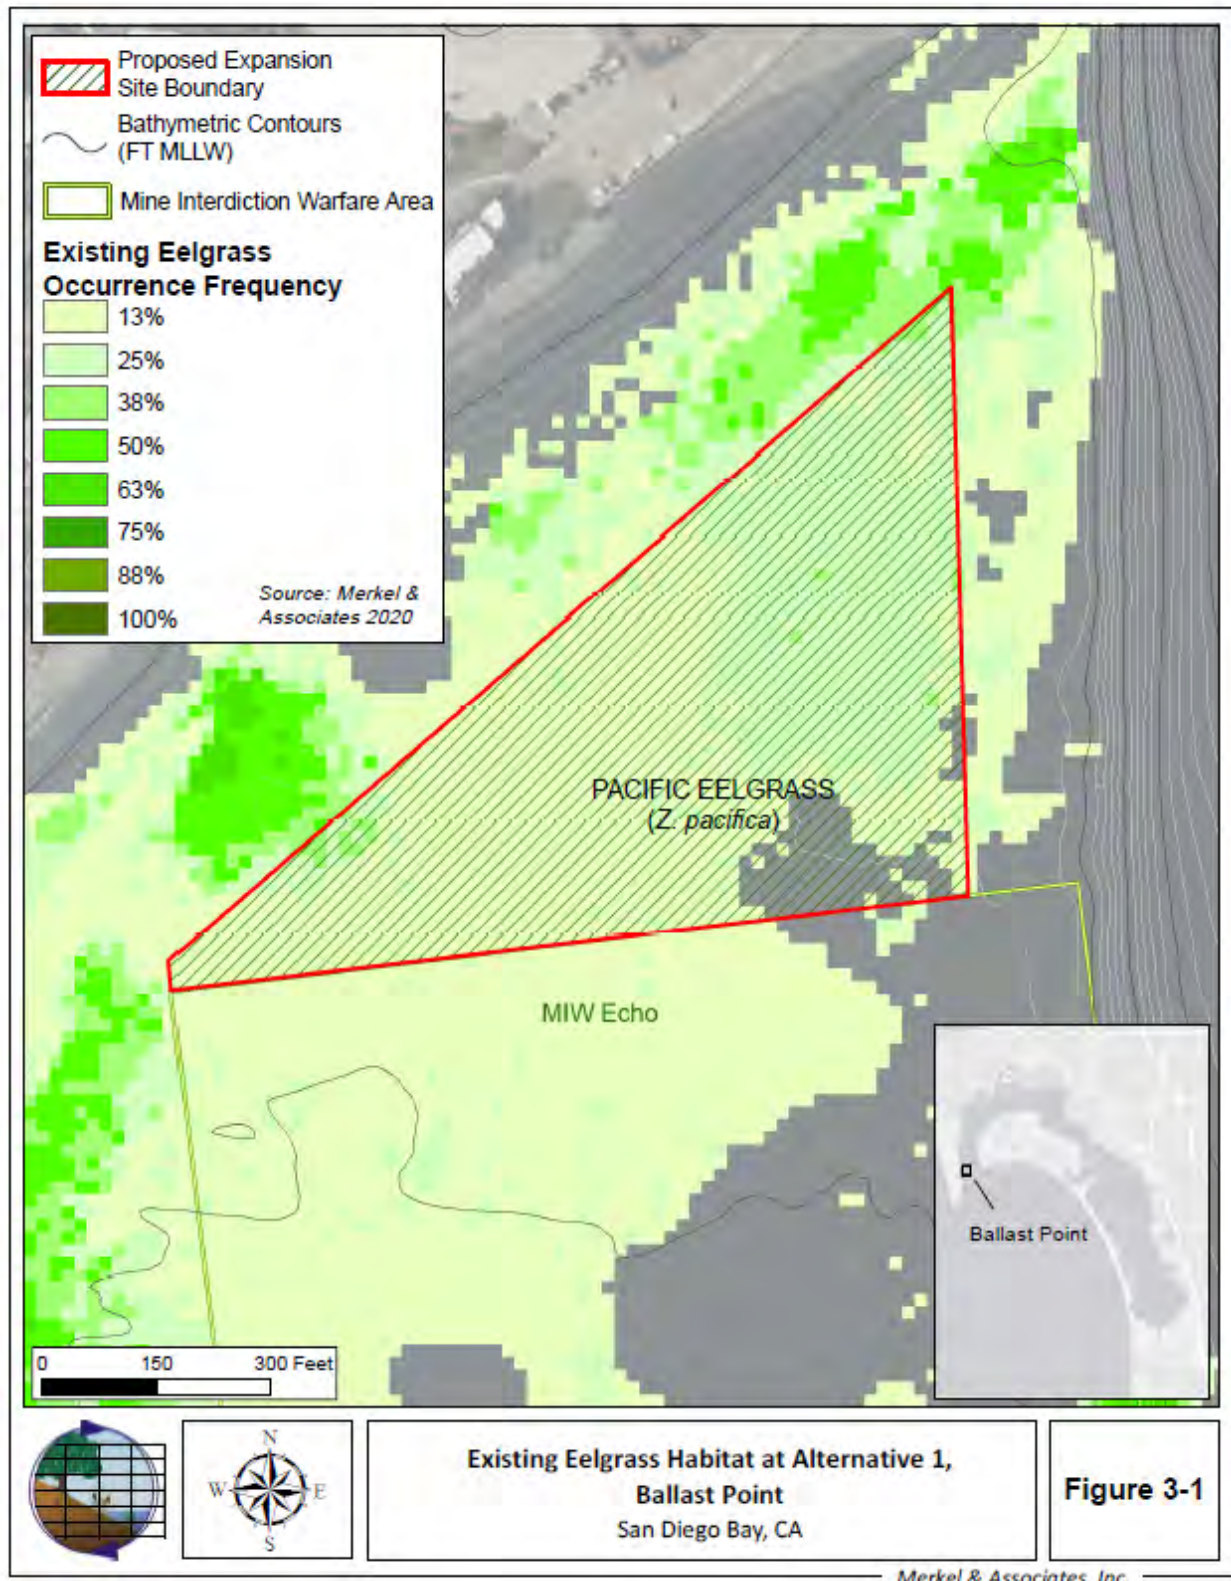 Proposed Expansion
Site Boundary
Bathymetric Contours
(FT MLLW)
Mine Interdiction Warfare Area
Existing Eelgrass
Occurrence Frequency
13%
25%
38%
50%
63%
75%
88%
100%
Source: Merkel &
Associates 2020
PACIFIC EELGRASS
(Z. pacifica)
MIW Echo
Ballast Point
0 150 300 Feet
N
W E
S
Existing Eelgrass Habitat at Alternative 1,
Ballast Point
San Diego Bay, CA
Figure 3-1
Merkel & Associates, Inc.